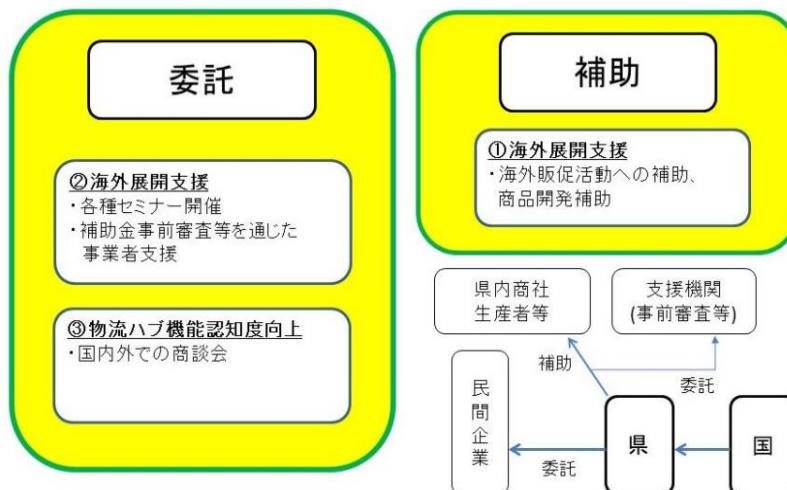 委託
②海外展開支援
・各種セミナー開催
・補助金事前審査等を通じた
事業者支援
③物流ハブ機能認知度向上
・国内外での商談会
補助
①海外展開支援
・海外販促活動への補助、
商品開発補助
県内商社
生産者等
支援機関
(事前審査等)
補助
委託
民間企業
委託
県
国